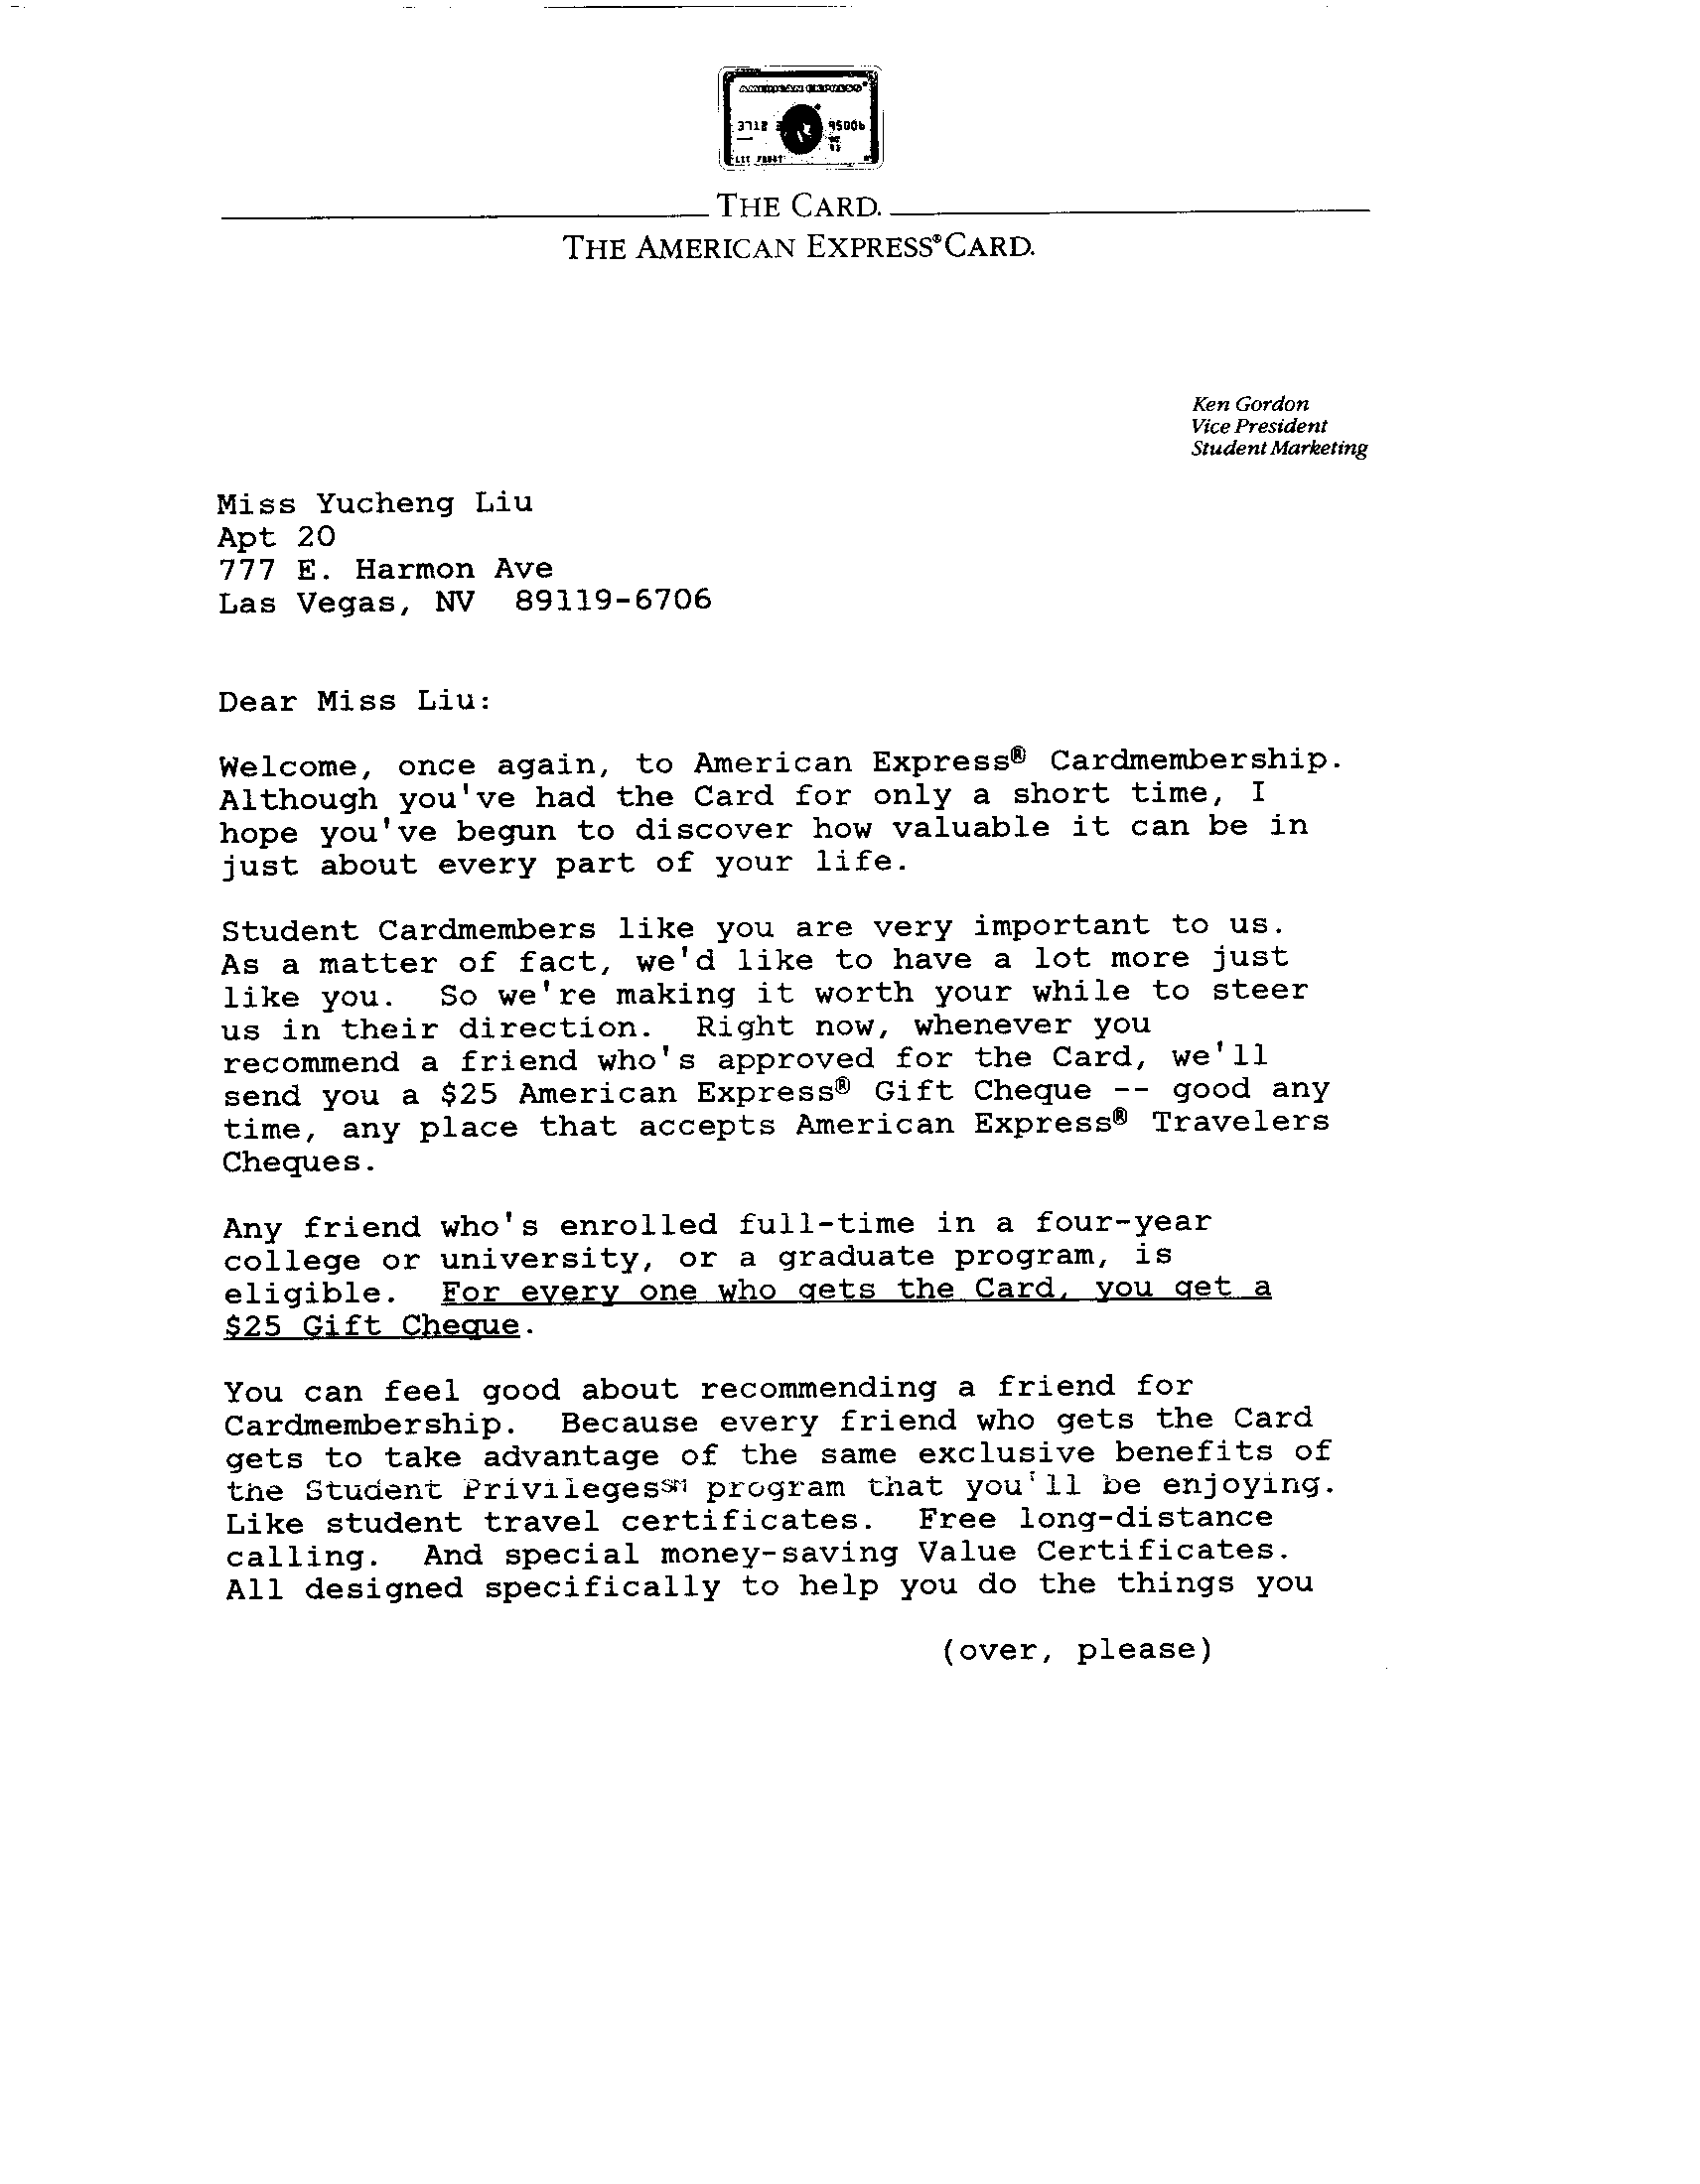 AMERICAN EXPRESS
3712 95006
THE CARD.
THE AMERICAN EXPRESS® CARD.
Ken Gordon
Vice President
Student Marketing
Miss Yucheng Liu
Apt 20
777 E. Harmon Ave
Las Vegas, NV  89119-6706
Dear Miss Liu:
Welcome, once again, to American Express® Cardmembership.
Although you've had the Card for only a short time, I
hope you've begun to discover how valuable it can be in
just about every part of your life.
Student Cardmembers like you are very important to us.
As a matter of fact, we'd like to have a lot more just
like you.  So we're making it worth your while to steer
us in their direction.  Right now, whenever you
recommend a friend who's approved for the Card, we'll
send you a $25 American Express® Gift Cheque -- good any
time, any place that accepts American Express® Travelers
Cheques.
Any friend who's enrolled full-time in a four-year
college or university, or a graduate program, is
eligible.  For every one who gets the Card, you get a
$25 Gift Cheque.
You can feel good about recommending a friend for
Cardmembership.  Because every friend who gets the Card
gets to take advantage of the same exclusive benefits of
the Student Privileges℠ program that you'll be enjoying.
Like student travel certificates.  Free long-distance
calling.  And special money-saving Value Certificates.
All designed specifically to help you do the things you
(over, please)